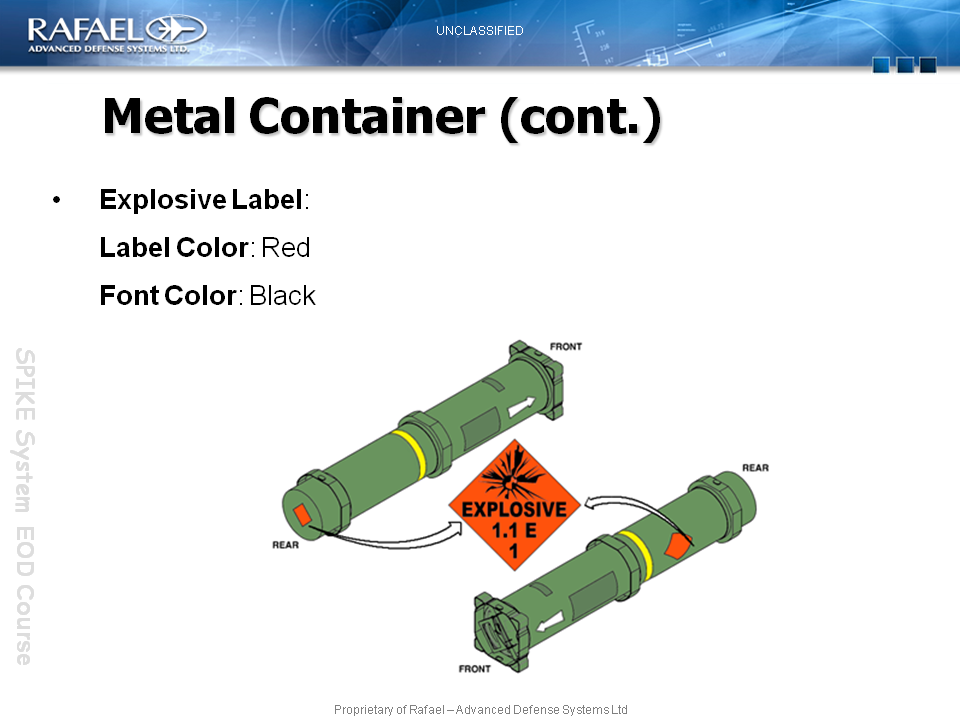 RAFAEL
ADVANCED DEFENSE SYSTEMS LTD.
UNCLASSIFIED
Metal Container (cont.)
• Explosive Label:
Label Color: Red
Font Color: Black
SPIKE System EOD Course
FRONT
REAR
EXPLOSIVE
1.1 E
1
REAR
FRONT
Proprietary of Rafael – Advanced Defense Systems Ltd